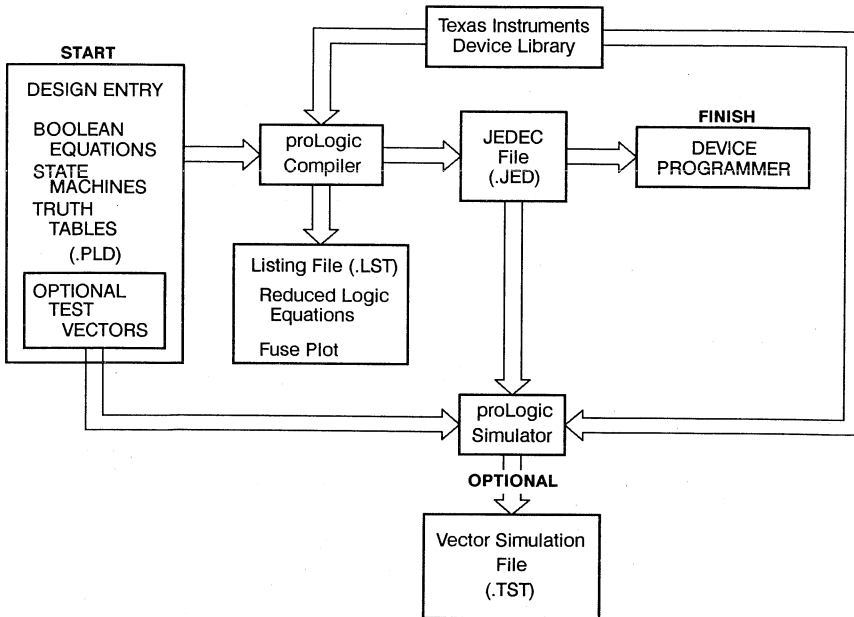 Texas Instruments
Device Library
START
DESIGN ENTRY
BOOLEAN
EQUATIONS
STATE
MACHINES
TRUTH
TABLES
(.PLD)
OPTIONAL
TEST
VECTORS
proLogic
Compiler
JEDEC
File
(.JED)
FINISH
DEVICE
PROGRAMMER
Listing File (.LST)
Reduced Logic
Equations
Fuse Plot
proLogic
Simulator
OPTIONAL
Vector Simulation
File
(.TST)